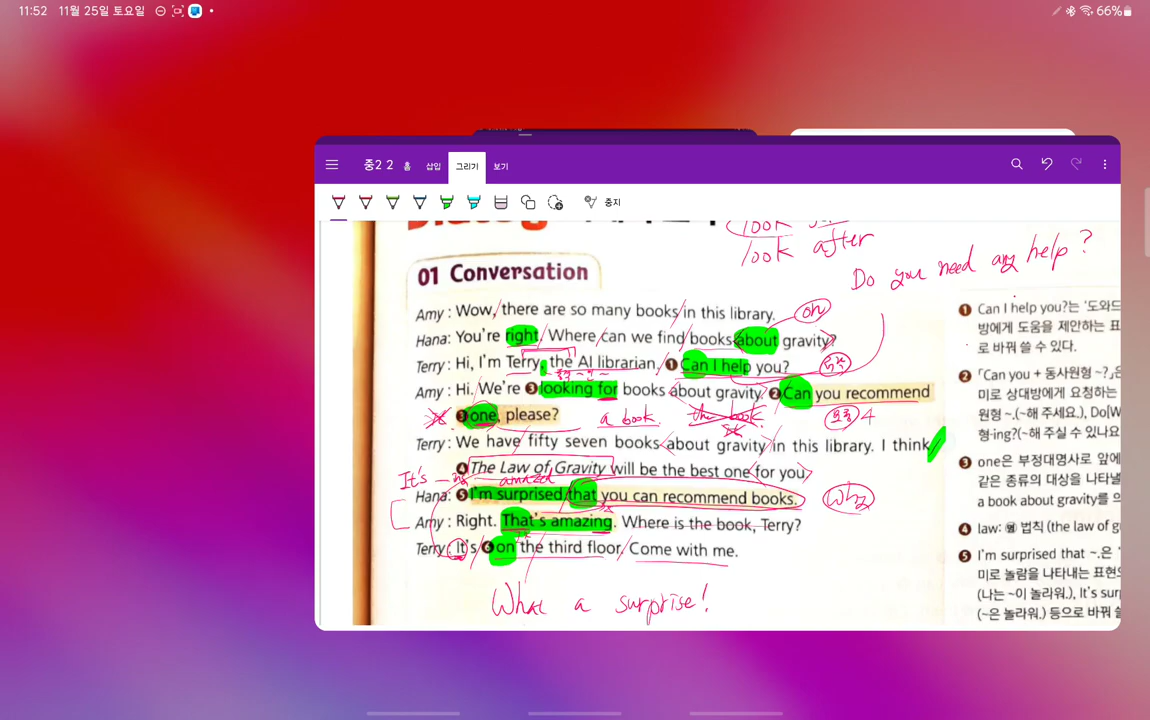 11:52 11월 25일 토요일
66%
중2 2 홈 삽입 그리기 보기
중지
look
look after
Do you need any help?
01 Conversation
Amy : Wow, there are so many books in this library.
on
Hana: You're right. Where can we find books about gravity?
Terry: Hi, I'm Terry, the AI librarian. ❶ Can I help you?
Amy : Hi. We're ❸ looking for books about gravity. ❷ Can you recommend
❸ one, please?
a book
the book
Terry: We have fifty seven books about gravity in this library. I think
❹ The Law of Gravity will be the best one for you.
It's
amazed
Hana: ❺ I'm surprised that you can recommend books.
why
Amy : Right. That's amazing. Where is the book, Terry?
Terry: It's ❻ on the third floor. Come with me.
What a surprise!
❶ Can I help you?는 '도와드
방에게 도움을 제안하는 표
로 바꿔 쓸 수 있다.
❷ 「Can you + 동사원형 ~?」은
미로 상대방에게 요청하는
원형 ~.(~해 주세요.), Do[W
형-ing?(~해 주실 수 있나요
❸ one은 부정대명사로 앞에
같은 종류의 대상을 나타낼
a book about gravity를 의
❹ law: 명 법칙 (the law of g
❺ I'm surprised that ~.은 '
미로 놀람을 나타내는 표현으
(나는 ~이 놀라워.), It's sur
(~은 놀라워.) 등으로 바꿔 쓸